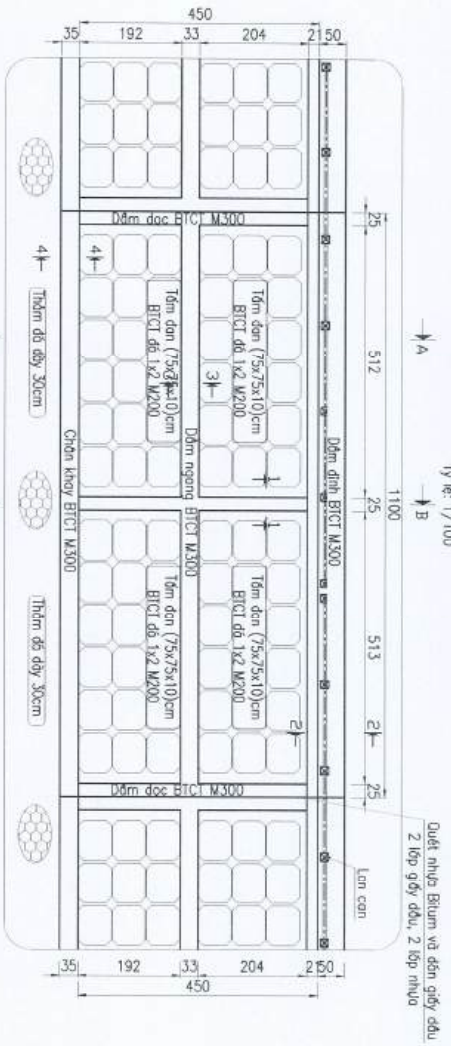 Tỷ lệ: 1/100
A
B
1100
25
512
25
513
25
Quét nhựa Bitum và dán giấy dầu
2 lớp giấy dầu, 2 lớp nhựa
Lan can
450
35
192
33
204
21
50
Dầm đỉnh BTCT M300
Tấm đan (75x75x10)cm
BTCT đá 1x2 M200
Tấm đan (75x75x10)cm
BTCT đá 1x2 M200
1
1
2
2
3
3
Dầm dọc BTCT M300
Dầm ngang BTCT M300
Dầm dọc BTCT M300
Tấm đan (75x75x10)cm
BTCT đá 1x2 M200
Tấm đan (75x75x10)cm
BTCT đá 1x2 M200
4
4
Chân khay BTCT M300
Thảm đá dày 30cm
Thảm đá dày 30cm
35
192
33
204
21
50
450